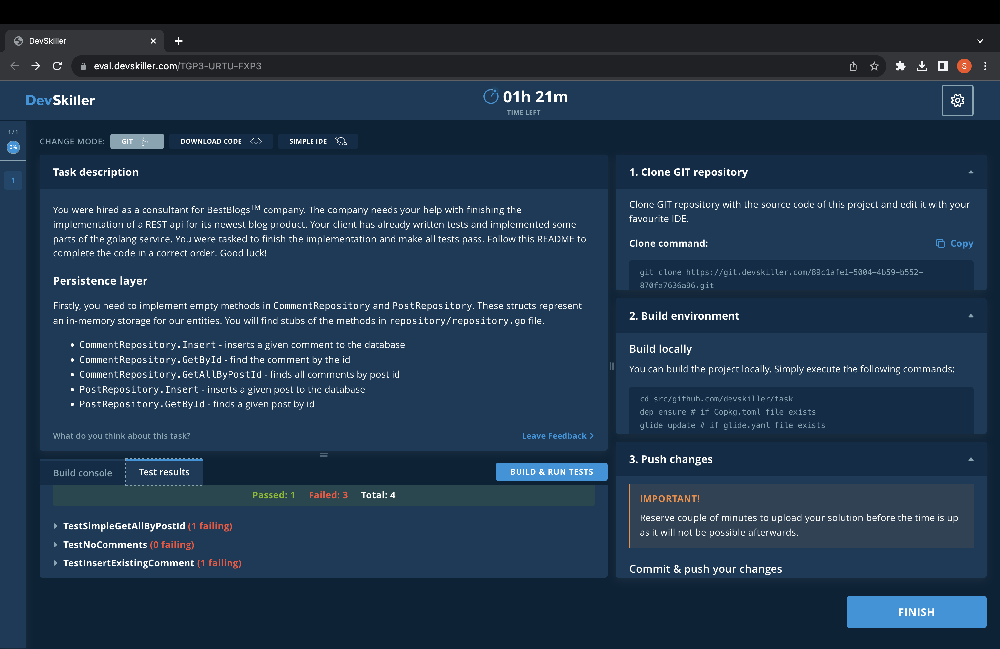 DevSkiller
eval.devskiller.com/TGP3-URTU-FXP3
S
DevSkiller
01h 21m
TIME LEFT
1/1
0%
1
CHANGE MODE:
GIT
DOWNLOAD CODE
SIMPLE IDE
Task description
You were hired as a consultant for BestBlogs™ company. The company needs your help with finishing the
implementation of a REST api for its newest blog product. Your client has already written tests and implemented some
parts of the golang service. You were tasked to finish the implementation and make all tests pass. Follow this README to
complete the code in a correct order. Good luck!
Persistence layer
Firstly, you need to implement empty methods in CommentRepository and PostRepository. These structs represent
an in-memory storage for our entities. You will find stubs of the methods in repository/repository.go file.
• CommentRepository.Insert - inserts a given comment to the database
• CommentRepository.GetById - find the comment by the id
• CommentRepository.GetAllByPostId - finds all comments by post id
• PostRepository.Insert - inserts a given post to the database
• PostRepository.GetById - finds a given post by id
What do you think about this task?
Leave Feedback
Build console
Test results
BUILD & RUN TESTS
Passed: 1 Failed: 3 Total: 4
TestSimpleGetAllByPostId (1 failing)
TestNoComments (0 failing)
TestInsertExistingComment (1 failing)
1. Clone GIT repository
Clone GIT repository with the source code of this project and edit it with your
favourite IDE.
Clone command:
Copy
git clone https://git.devskiller.com/89c1afe1-5004-4b59-b552-
870fa7636a96.git
2. Build environment
Build locally
You can build the project locally. Simply execute the following commands:
cd src/github.com/devskiller/task
dep ensure # if Gopkg.toml file exists
glide update # if glide.yaml file exists
3. Push changes
IMPORTANT!
Reserve couple of minutes to upload your solution before the time is up
as it will not be possible afterwards.
Commit & push your changes
FINISH